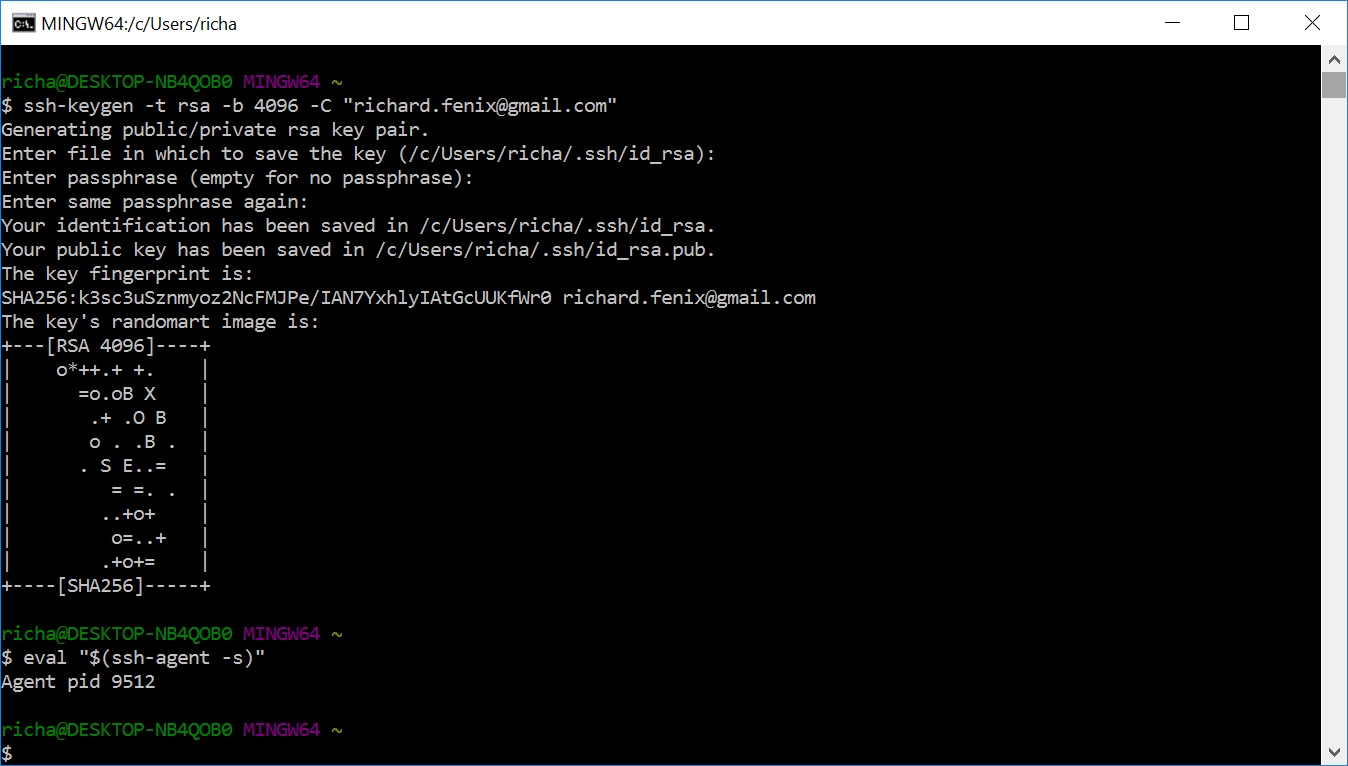 MINGW64:/c/Users/richa
richa@DESKTOP-NB4QOB0 MINGW64 ~
$ ssh-keygen -t rsa -b 4096 -C "richard.fenix@gmail.com"
Generating public/private rsa key pair.
Enter file in which to save the key (/c/Users/richa/.ssh/id_rsa):
Enter passphrase (empty for no passphrase):
Enter same passphrase again:
Your identification has been saved in /c/Users/richa/.ssh/id_rsa.
Your public key has been saved in /c/Users/richa/.ssh/id_rsa.pub.
The key fingerprint is:
SHA256:k3sc3uSznmyoz2NcFMJPe/IAN7YxhlyIAtGcUUKfWr0 richard.fenix@gmail.com
The key's randomart image is:
+---[RSA 4096]----+
|    o*++.+ +.    |
|      =o.oB X    |
|       .+ .O B   |
|       o . .B .  |
|      . S E..=   |
|         = =. .  |
|        ..+o+    |
|         o=..+   |
|        .+o+=    |
+----[SHA256]-----+
richa@DESKTOP-NB4QOB0 MINGW64 ~
$ eval "$(ssh-agent -s)"
Agent pid 9512
richa@DESKTOP-NB4QOB0 MINGW64 ~
$